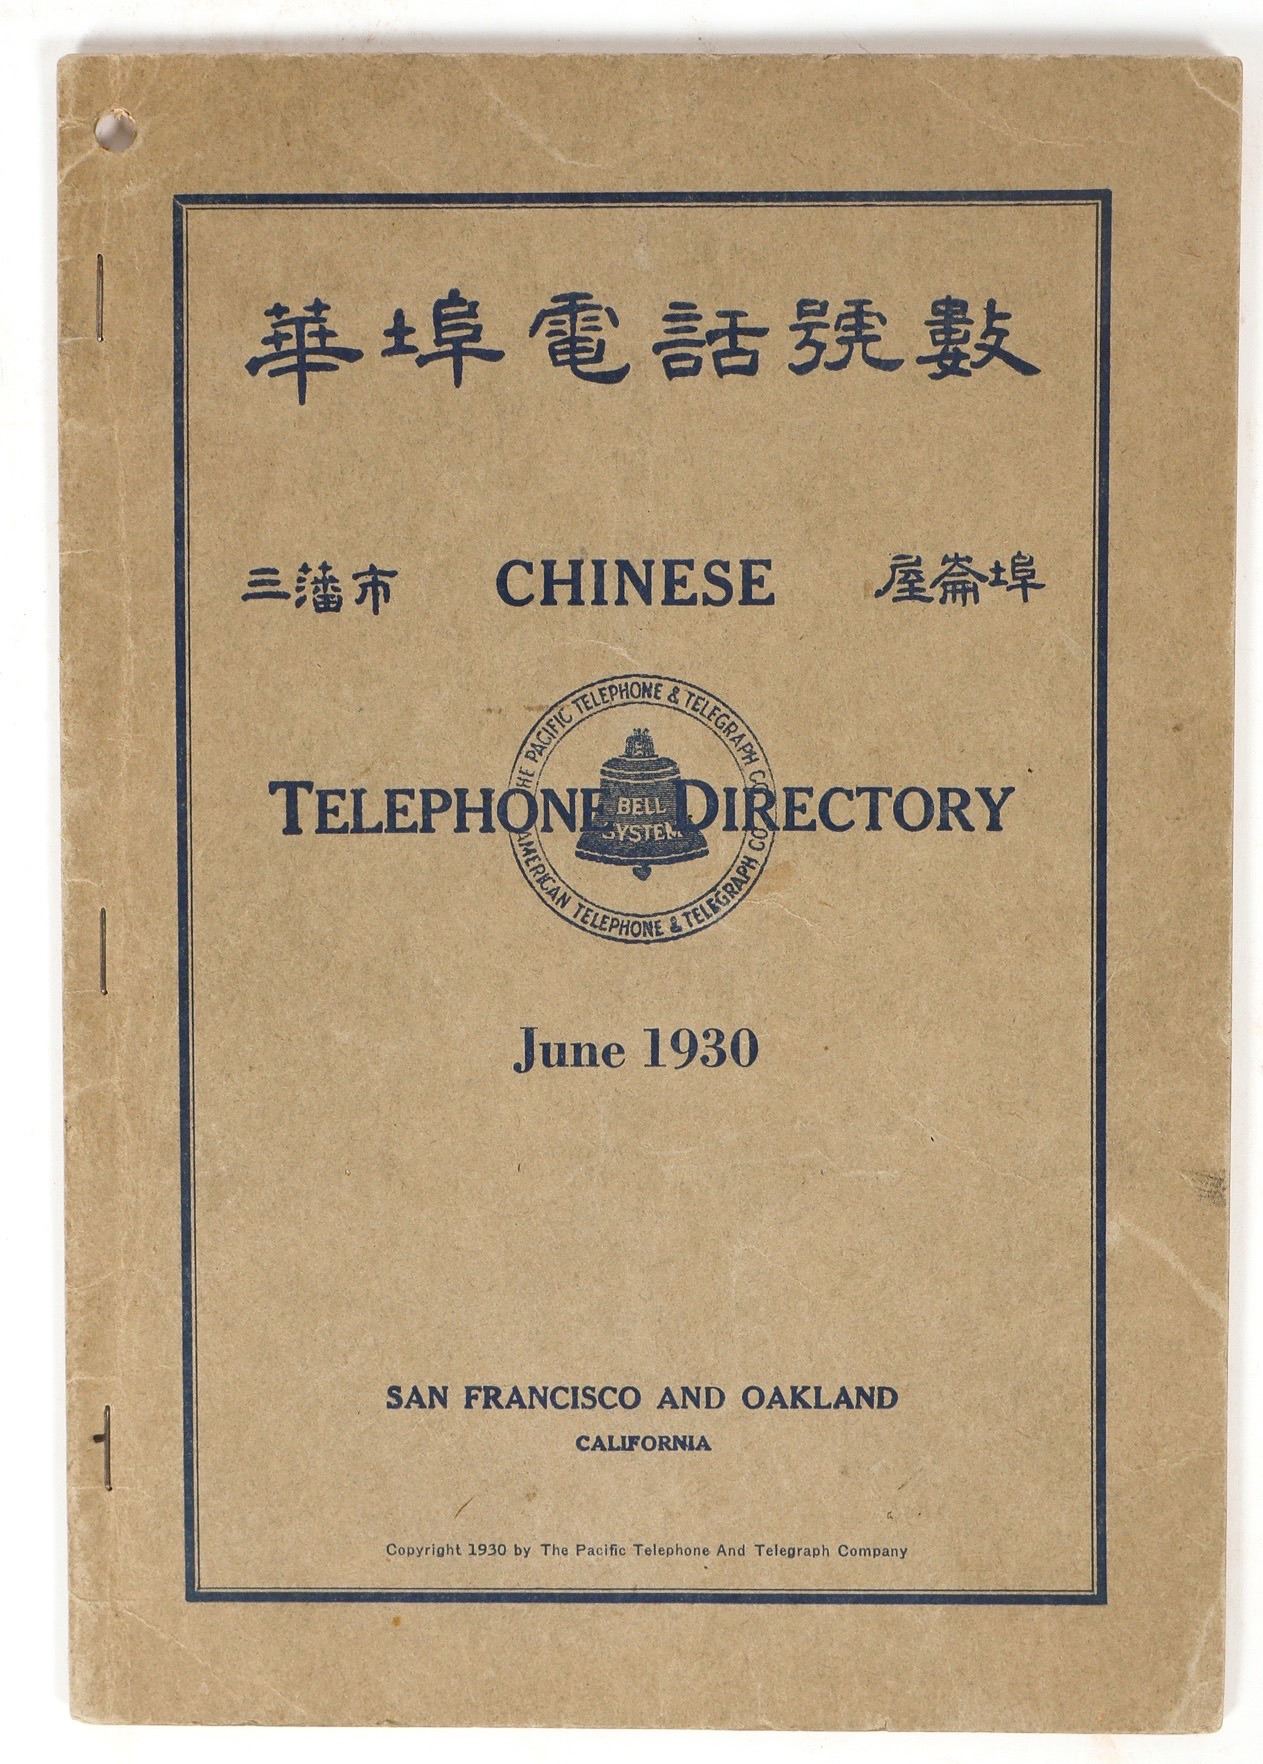 華埠電話號數
三藩市 CHINESE 屋崙埠
THE PACIFIC TELEPHONE & TELEGRAPH CO.
TELEPHONE DIRECTORY
BELL
SYSTEM
AMERICAN TELEPHONE & TELEGRAPH CO.
June 1930
SAN FRANCISCO AND OAKLAND
CALIFORNIA
Copyright 1930 by The Pacific Telephone And Telegraph Company